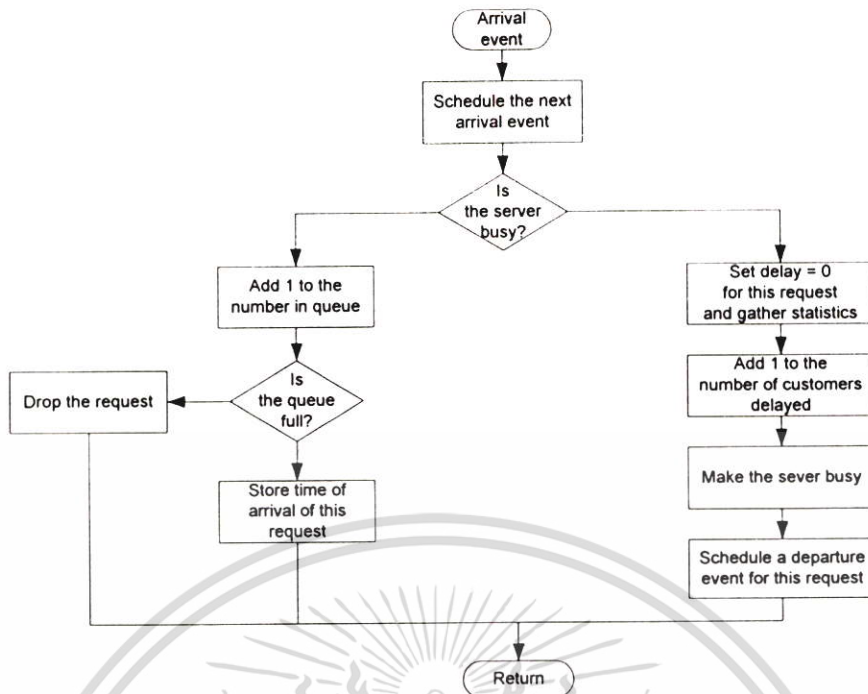 Arrival
event
Schedule the next
arrival event
Is
the server
busy?
Add 1 to the
number in queue
Is
the queue
full?
Drop the request
Store time of
arrival of this
request
Set delay = 0
for this request
and gather statistics
Add 1 to the
number of customers
delayed
Make the sever busy
Schedule a departure
event for this request
Return